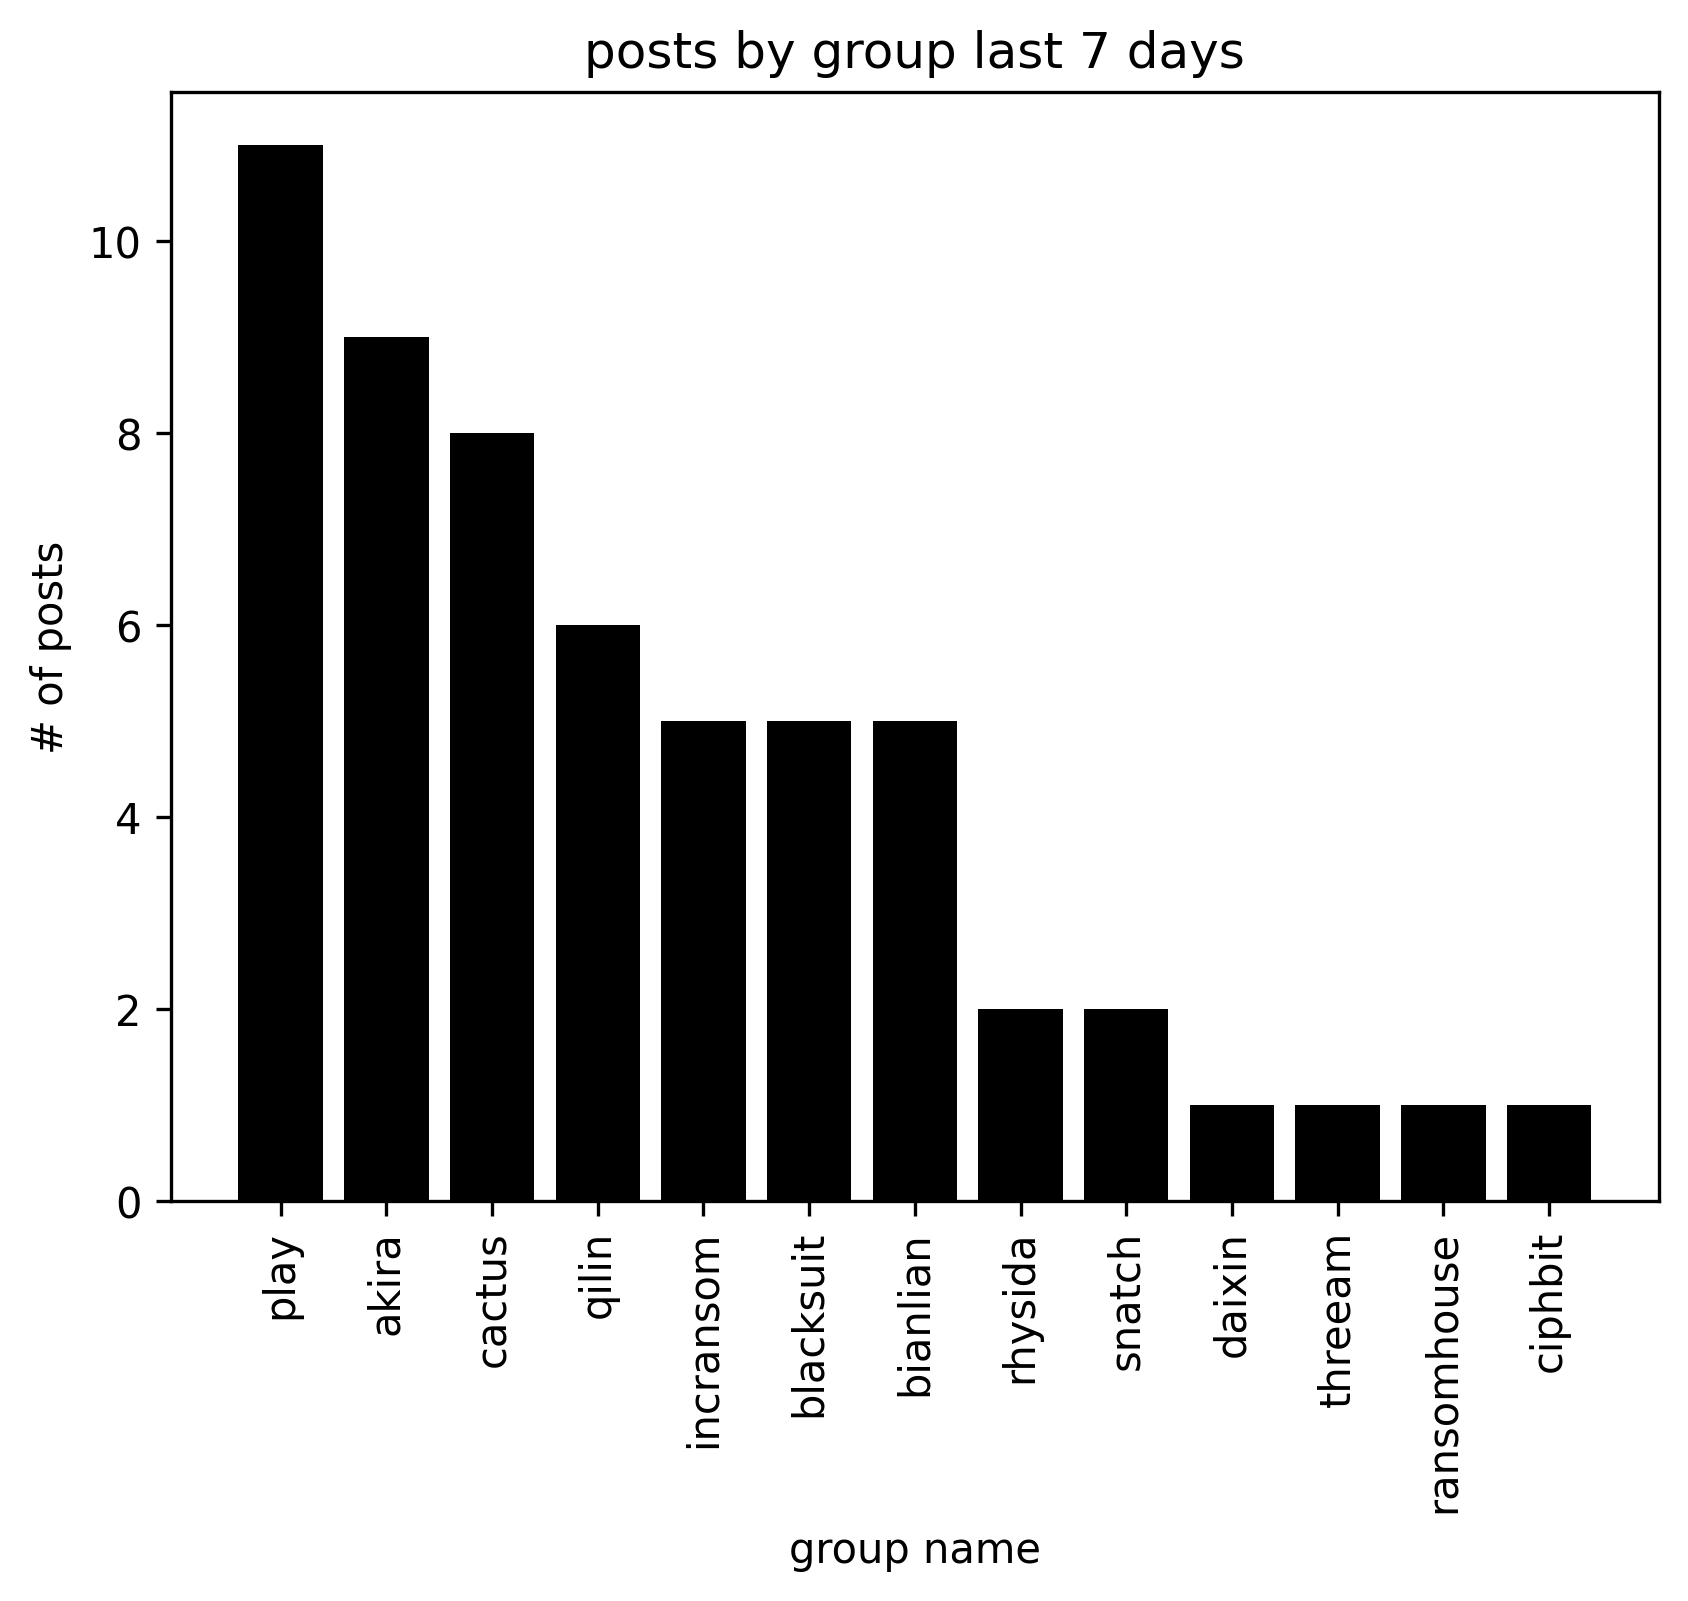 posts by group last 7 days
# of posts
10
8
6
4
2
0
play
akira
cactus
qilin
incransom
blacksuit
bianlian
rhysida
snatch
daixin
threeam
ransomhouse
ciphbit
group name